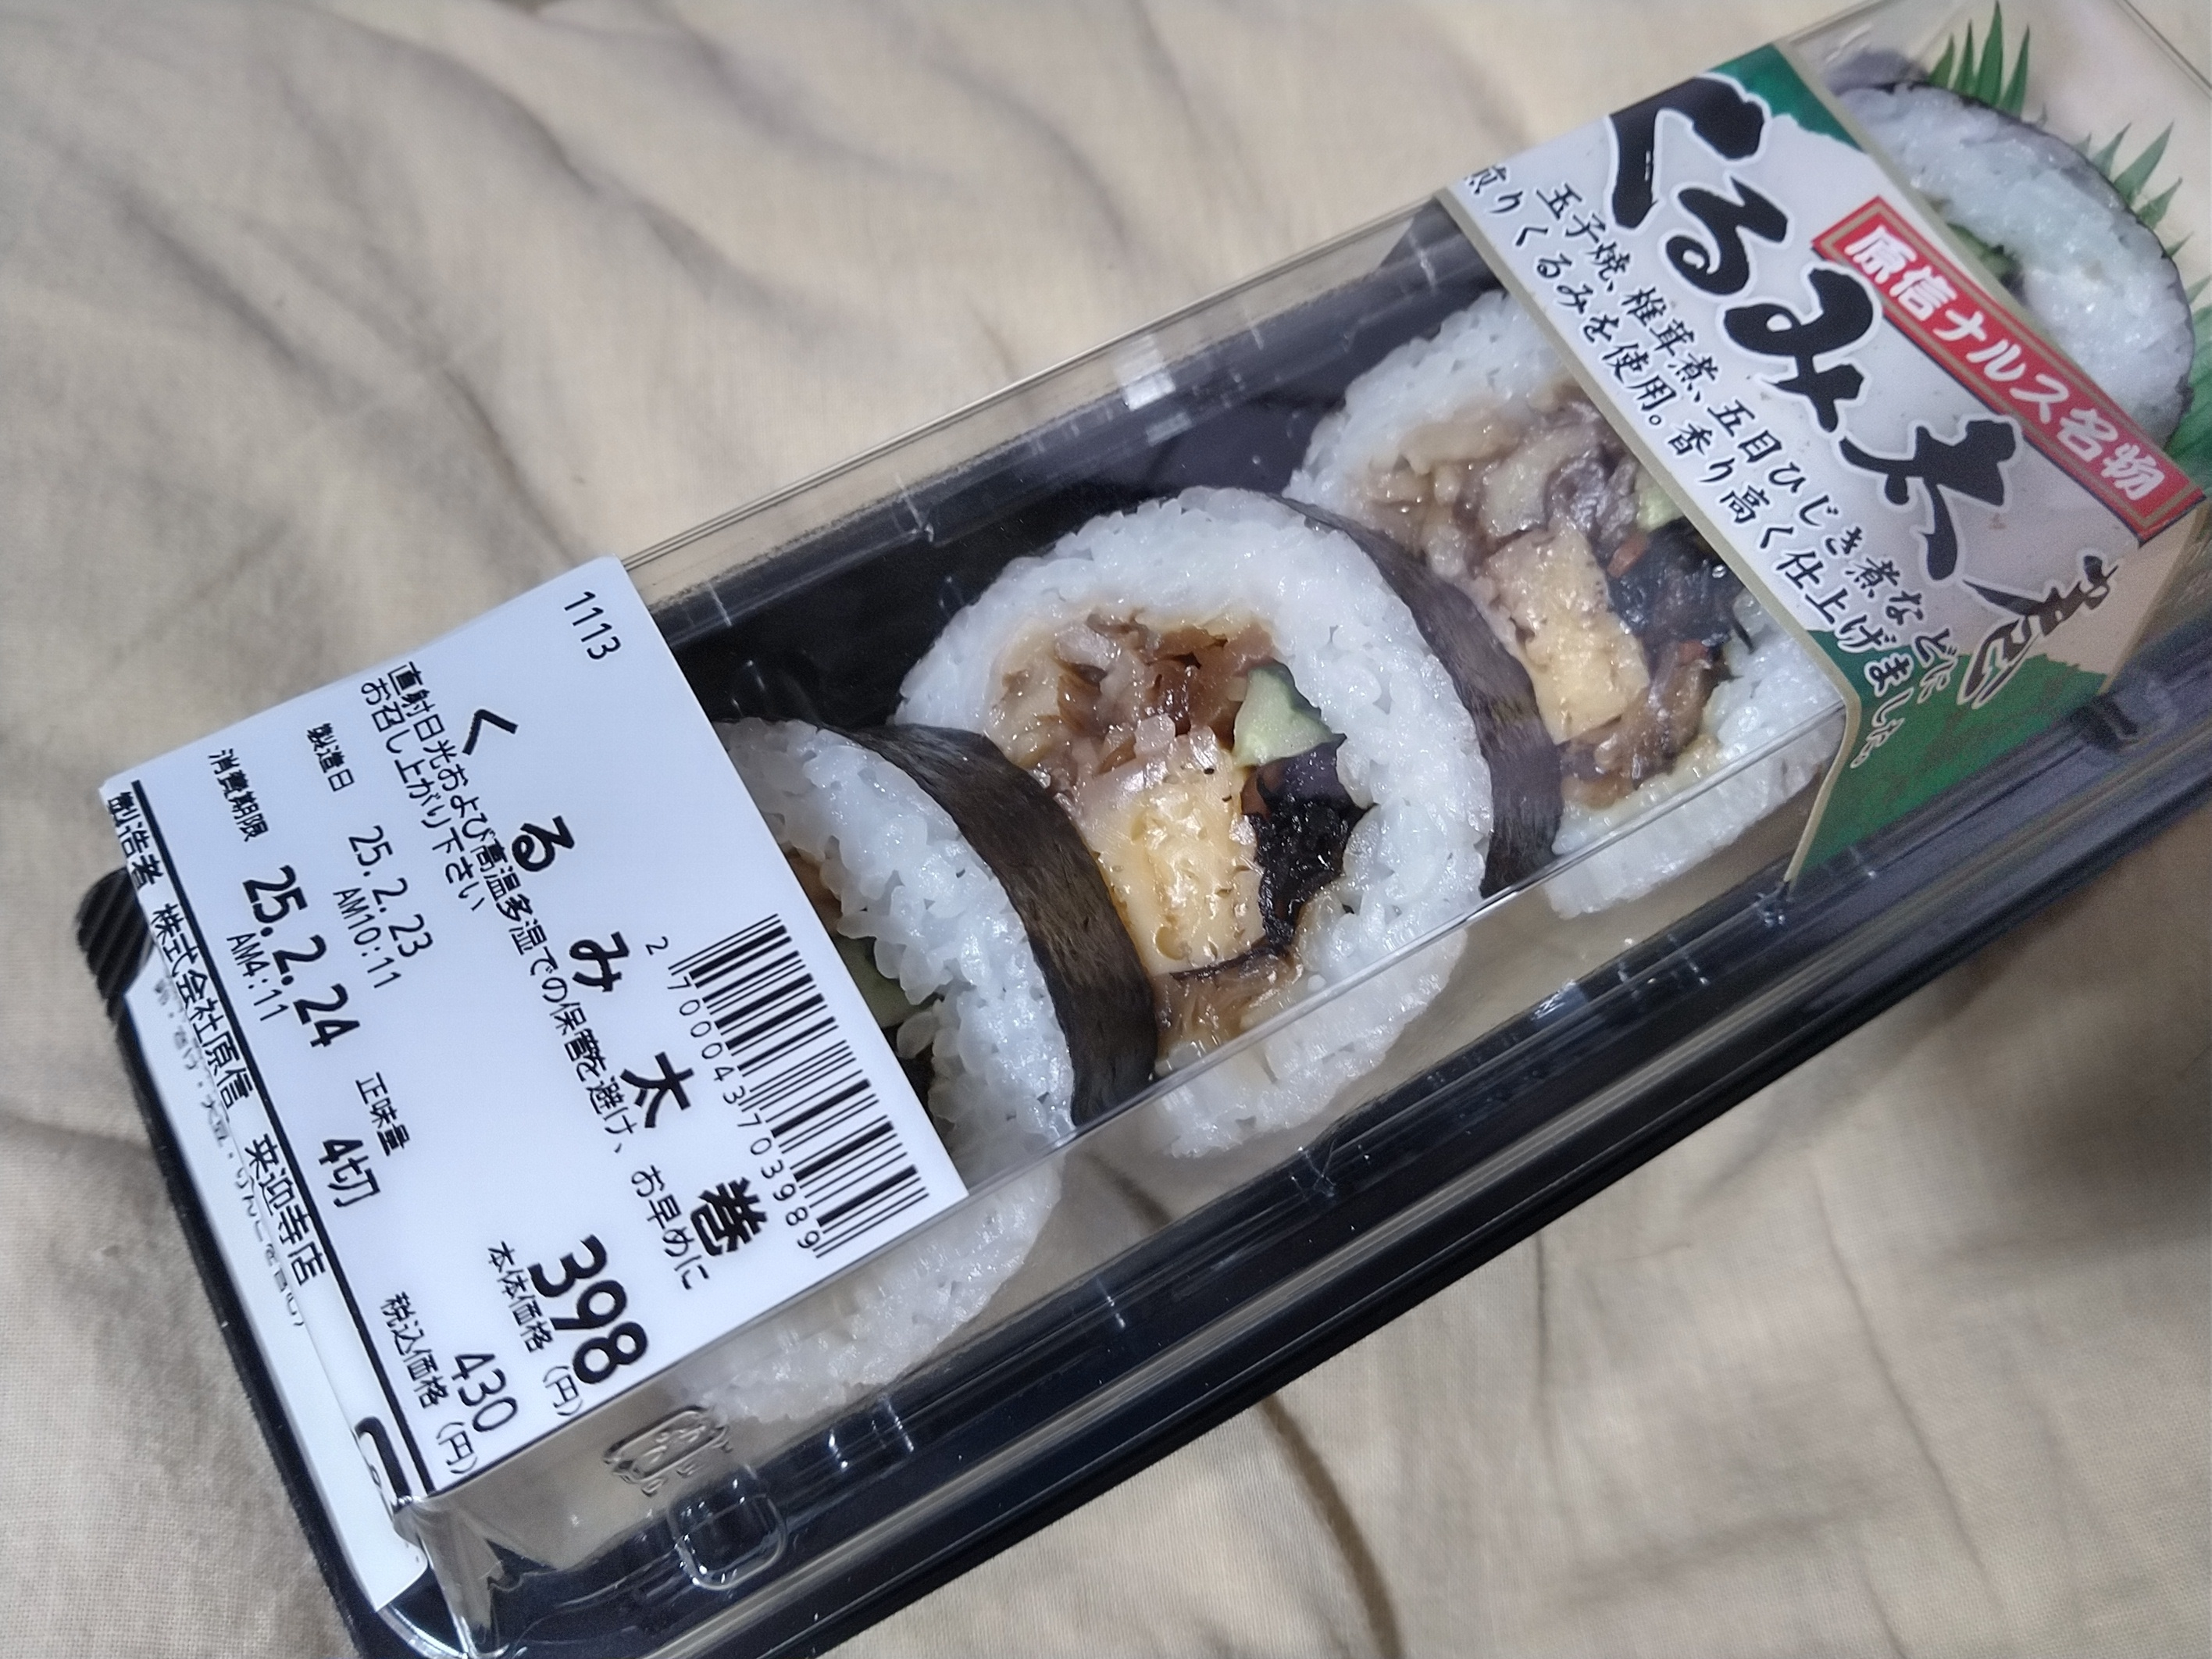 原信ナルス名物
くるみ太巻
玉子焼、椎茸煮、五目ひじき煮などに
煎りくるみを使用。香り高く仕上げました。
1113
2 700043 703989
くるみ太巻
直射日光および高温多湿での保管を避け、お早めに
お召し上がり下さい
398
本体価格 (円)
製造日 25.2.23
AM10:11
正味量
4切
消費期限 25.2.24
AM4:11
430
税込価格 (円)
製造者 株式会社原信 来迎寺店